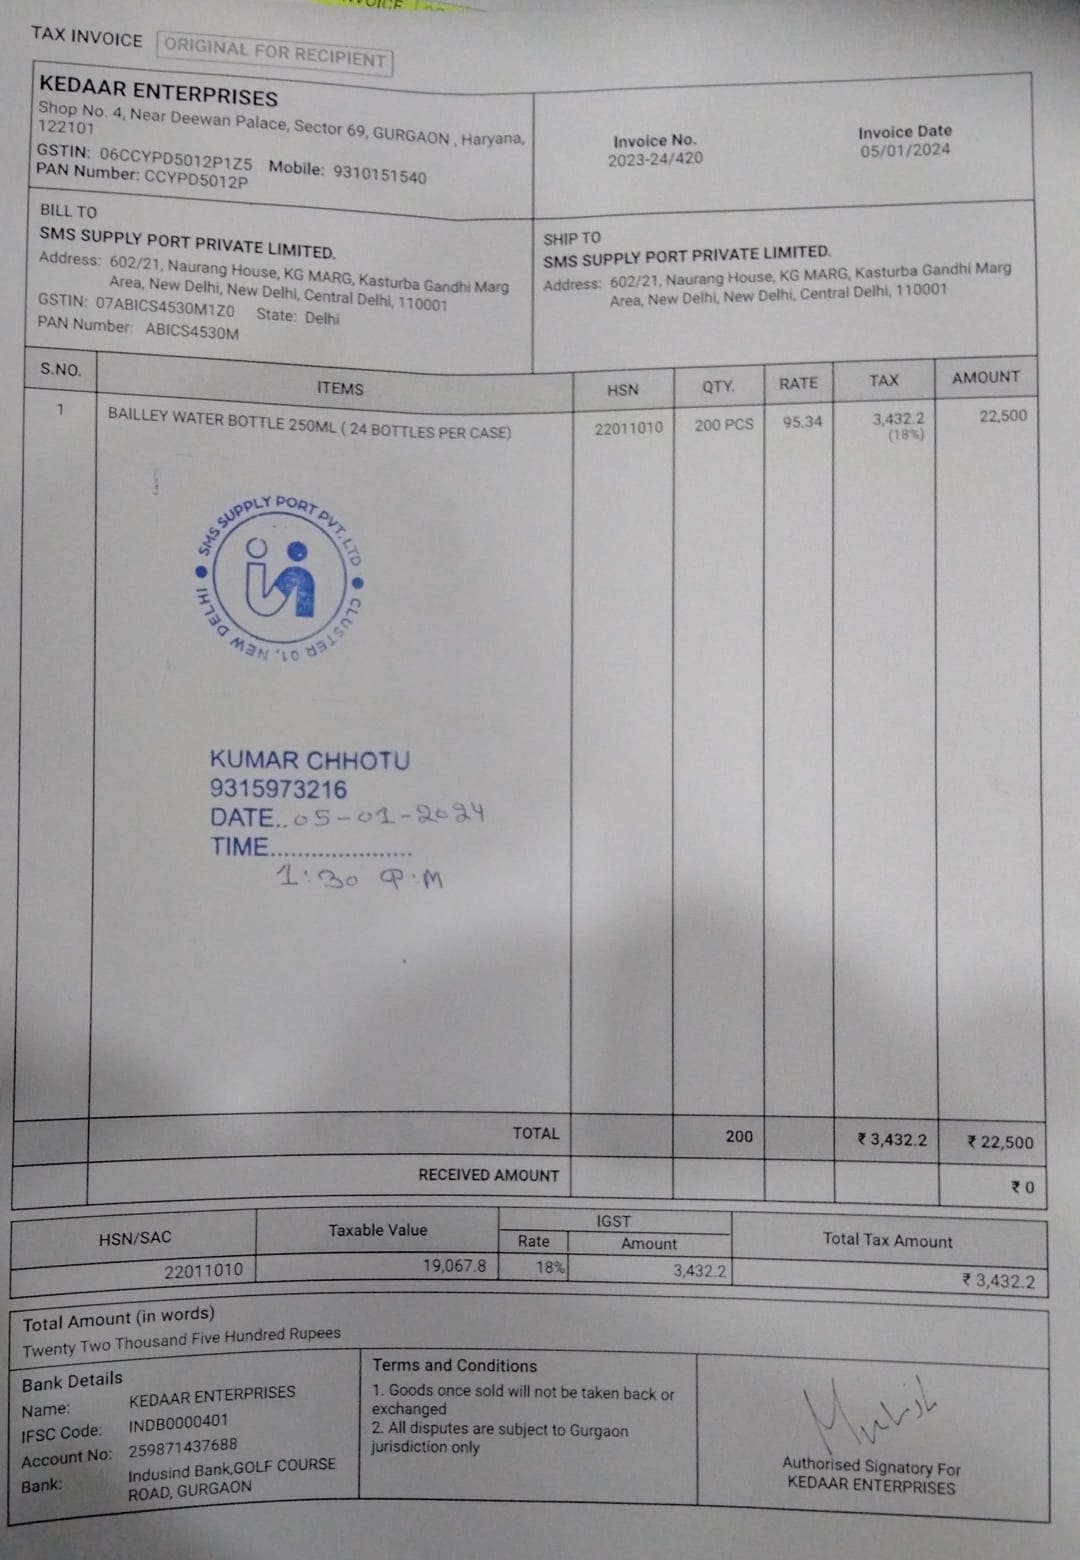 TAX INVOICE ORIGINAL FOR RECIPIENT
KEDAAR ENTERPRISES
Shop No. 4, Near Deewan Palace, Sector 69, GURGAON , Haryana,
122101
GSTIN: 06CCYPD5012P1Z5 Mobile: 9310151540
PAN Number: CCYPD5012P
Invoice No.
2023-24/420
Invoice Date
05/01/2024
BILL TO
SMS SUPPLY PORT PRIVATE LIMITED.
Address: 602/21, Naurang House, KG MARG, Kasturba Gandhi Marg
Area, New Delhi, New Delhi, Central Delhi, 110001
GSTIN: 07ABICS4530M1Z0 State: Delhi
PAN Number: ABICS4530M
SHIP TO
SMS SUPPLY PORT PRIVATE LIMITED.
Address: 602/21, Naurang House, KG MARG, Kasturba Gandhi Marg
Area, New Delhi, New Delhi, Central Delhi, 110001
S.NO. ITEMS HSN QTY. RATE TAX AMOUNT
1 BAILLEY WATER BOTTLE 250ML ( 24 BOTTLES PER CASE) 22011010 200 PCS 95.34 3,432.2 22,500
(18%)
SMS SUPPLY PORT PVT. LTD
CLUSTER 01, NEW DELHI
KUMAR CHHOTU
9315973216
DATE..05-01-2024
TIME.....................
1:30 P.M
TOTAL 200 ₹ 3,432.2 ₹ 22,500
RECEIVED AMOUNT ₹ 0
HSN/SAC Taxable Value IGST Total Tax Amount
Rate Amount
22011010 19,067.8 18% 3,432.2 ₹ 3,432.2
Total Amount (in words)
Twenty Two Thousand Five Hundred Rupees
Bank Details
Name: KEDAAR ENTERPRISES
IFSC Code: INDB0000401
Account No: 259871437688
Bank: Indusind Bank,GOLF COURSE
ROAD, GURGAON
Terms and Conditions
1. Goods once sold will not be taken back or
exchanged
2. All disputes are subject to Gurgaon
jurisdiction only
Authorised Signatory For
KEDAAR ENTERPRISES